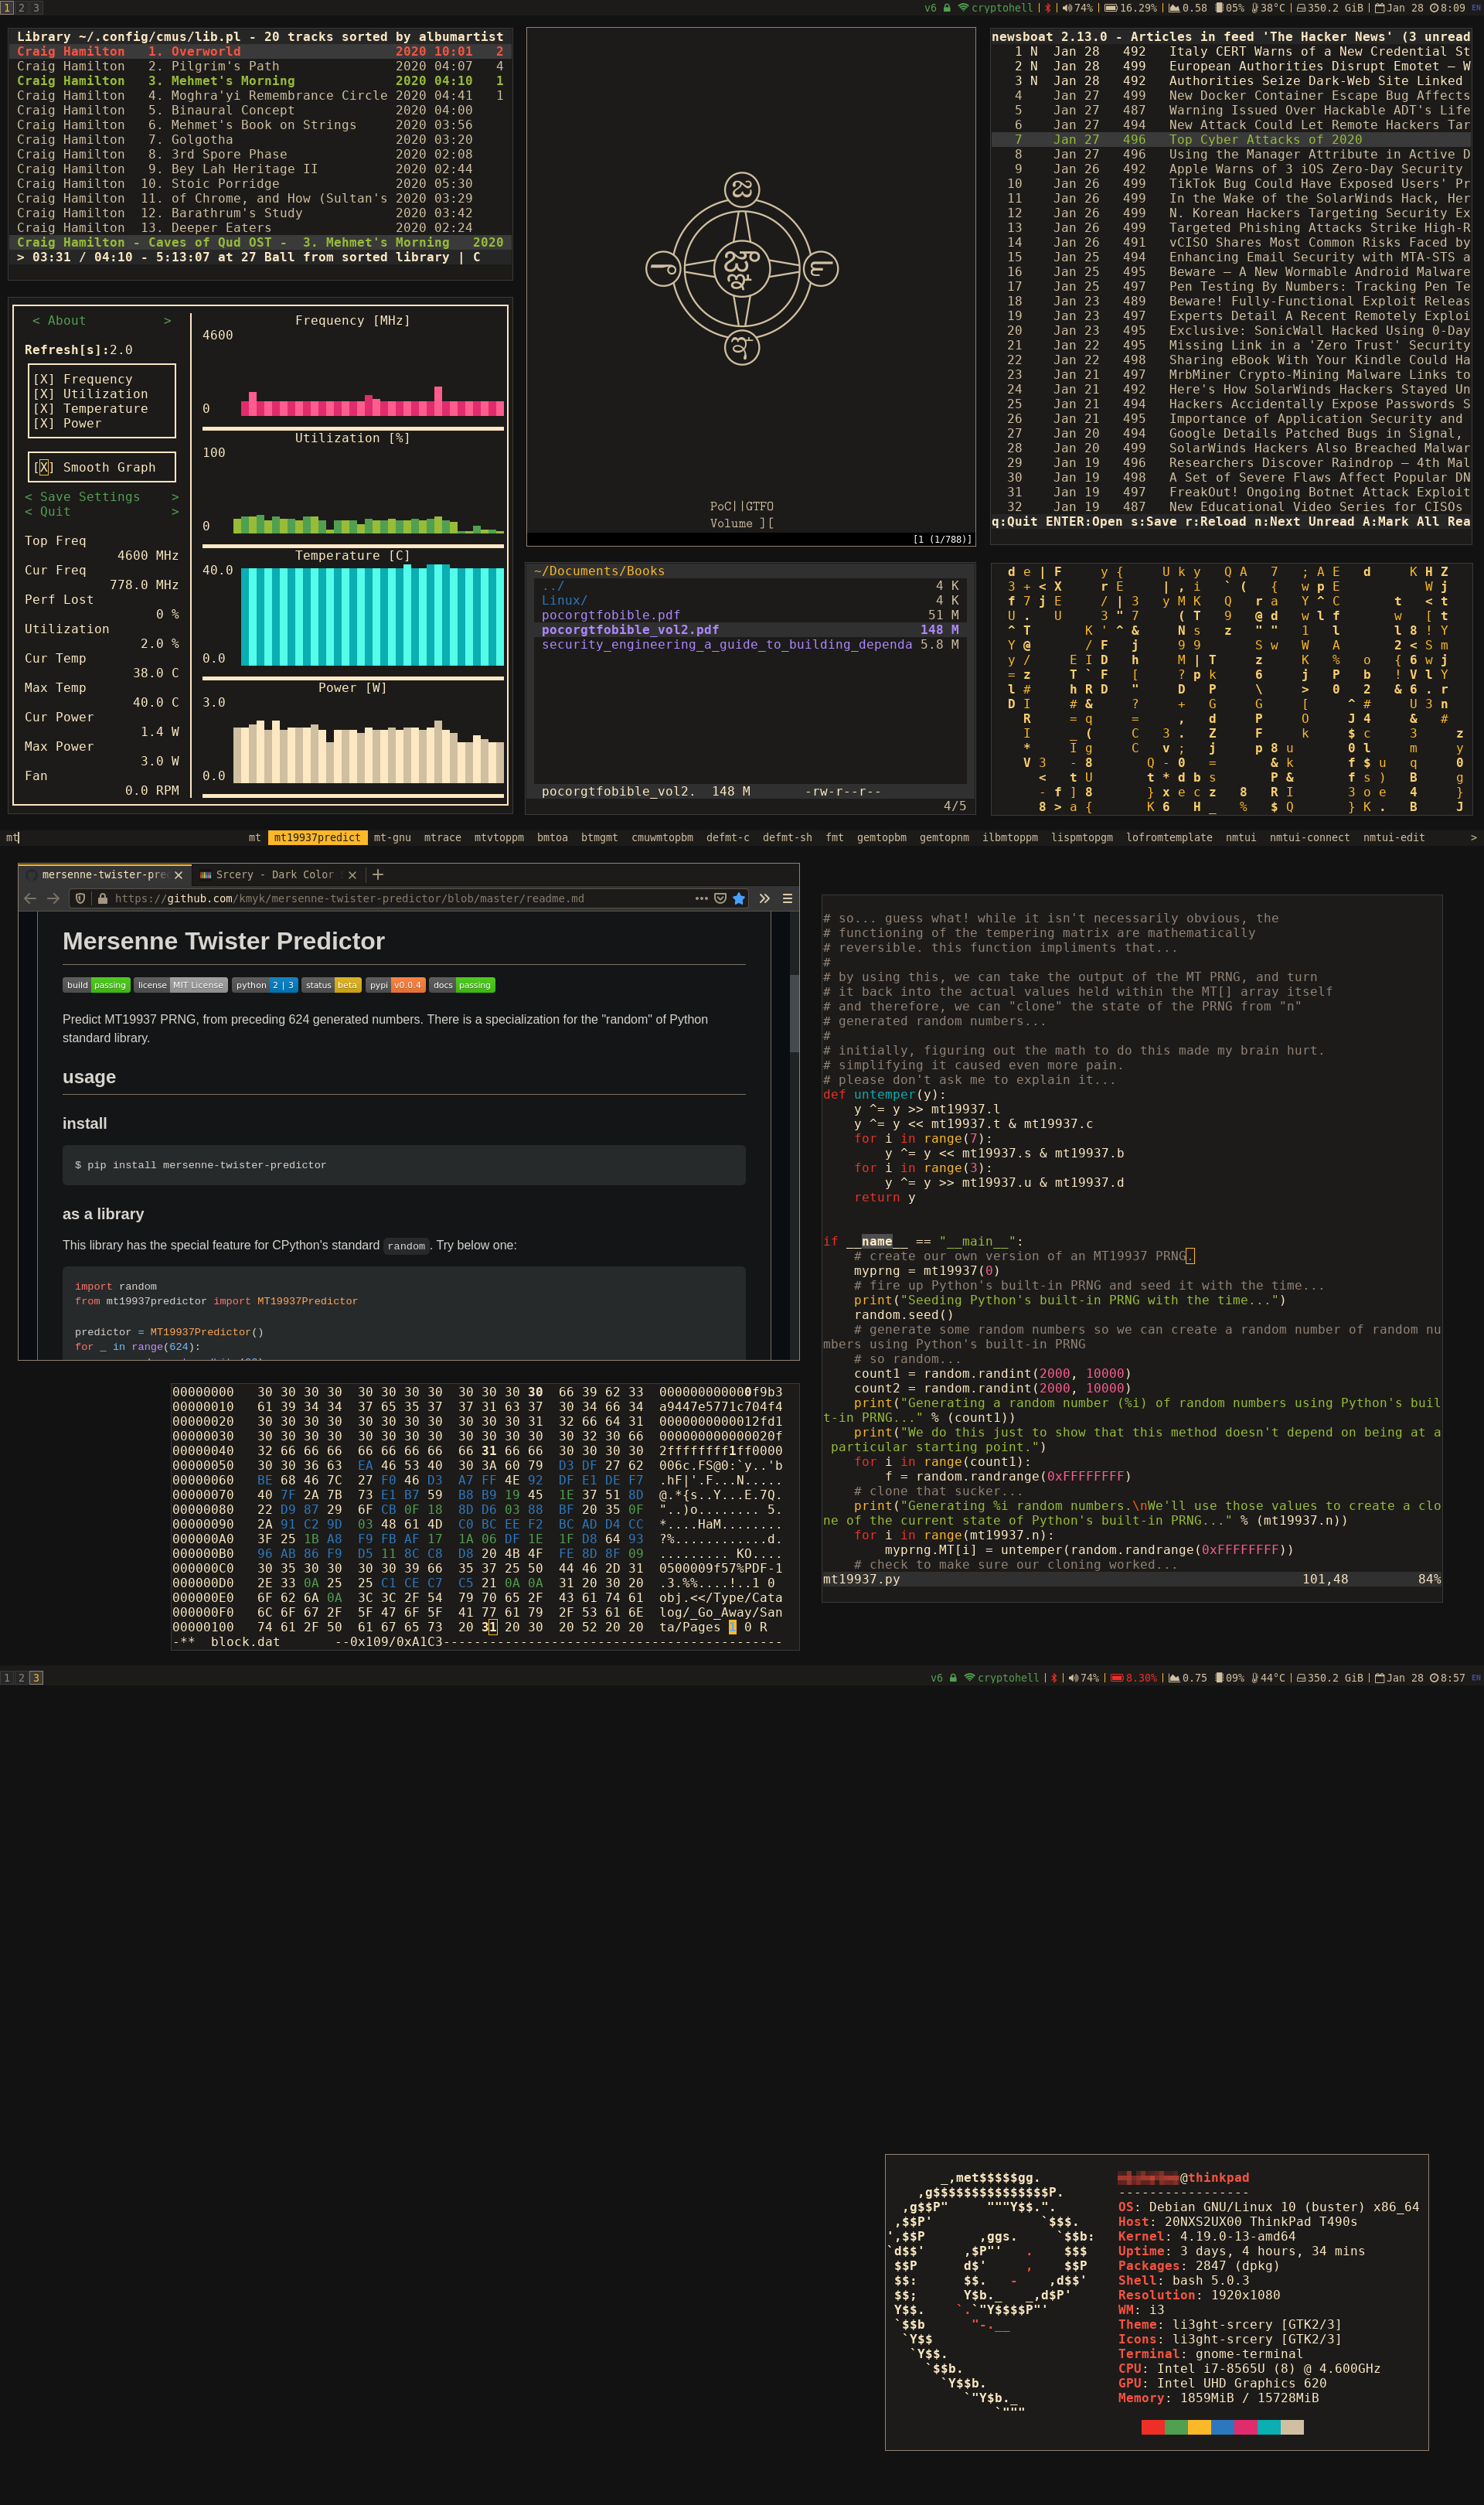 1 2 3
v6 cryptohell | | 74% | 16.29% | 0.58 05% 38°C | 350.2 GiB | Jan 28 8:09 EN
Library ~/.config/cmus/lib.pl - 20 tracks sorted by albumartist
Craig Hamilton 1. Overworld 2020 10:01 2
Craig Hamilton 2. Pilgrim's Path 2020 04:07 4
Craig Hamilton 3. Mehmet's Morning 2020 04:10 1
Craig Hamilton 4. Moghra'yi Remembrance Circle 2020 04:41 1
Craig Hamilton 5. Binaural Concept 2020 04:00
Craig Hamilton 6. Mehmet's Book on Strings 2020 03:56
Craig Hamilton 7. Golgotha 2020 03:20
Craig Hamilton 8. 3rd Spore Phase 2020 02:08
Craig Hamilton 9. Bey Lah Heritage II 2020 02:44
Craig Hamilton 10. Stoic Porridge 2020 05:30
Craig Hamilton 11. of Chrome, and How (Sultan's 2020 03:29
Craig Hamilton 12. Barathrum's Study 2020 03:42
Craig Hamilton 13. Deeper Eaters 2020 02:24
Craig Hamilton - Caves of Qud OST - 3. Mehmet's Morning 2020
> 03:31 / 04:10 - 5:13:07 at 27 Ball from sorted library | C
< About >
Refresh[s]:2.0
[X] Frequency
[X] Utilization
[X] Temperature
[X] Power
[X] Smooth Graph
< Save Settings >
< Quit >
Top Freq
4600 MHz
Cur Freq
778.0 MHz
Perf Lost
0 %
Utilization
2.0 %
Cur Temp
38.0 C
Max Temp
40.0 C
Cur Power
1.4 W
Max Power
3.0 W
Fan
0.0 RPM
Frequency [MHz]
4600
0
Utilization [%]
100
0
Temperature [C]
40.0
0.0
Power [W]
3.0
0.0
PoC||GTFO
Volume ][
[1 (1/788)]
~/Documents/Books
../ 4 K
Linux/ 4 K
pocorgtfobible.pdf 51 M
pocorgtfobible_vol2.pdf 148 M
security_engineering_a_guide_to_building_dependa 5.8 M
pocorgtfobible_vol2. 148 M -rw-r--r--
4/5
newsboat 2.13.0 - Articles in feed 'The Hacker News' (3 unread
1 N Jan 28 492 Italy CERT Warns of a New Credential St
2 N Jan 28 499 European Authorities Disrupt Emotet — W
3 N Jan 28 492 Authorities Seize Dark-Web Site Linked
4 Jan 27 499 New Docker Container Escape Bug Affects
5 Jan 27 487 Warning Issued Over Hackable ADT's Life
6 Jan 27 494 New Attack Could Let Remote Hackers Tar
7 Jan 27 496 Top Cyber Attacks of 2020
8 Jan 27 496 Using the Manager Attribute in Active D
9 Jan 26 492 Apple Warns of 3 iOS Zero-Day Security
10 Jan 26 499 TikTok Bug Could Have Exposed Users' Pr
11 Jan 26 499 In the Wake of the SolarWinds Hack, Her
12 Jan 26 499 N. Korean Hackers Targeting Security Ex
13 Jan 26 499 Targeted Phishing Attacks Strike High-R
14 Jan 26 491 vCISO Shares Most Common Risks Faced by
15 Jan 25 494 Enhancing Email Security with MTA-STS a
16 Jan 25 495 Beware — A New Wormable Android Malware
17 Jan 25 497 Pen Testing By Numbers: Tracking Pen Te
18 Jan 23 489 Beware! Fully-Functional Exploit Releas
19 Jan 23 497 Experts Detail A Recent Remotely Exploi
20 Jan 23 495 Exclusive: SonicWall Hacked Using 0-Day
21 Jan 22 495 Missing Link in a 'Zero Trust' Security
22 Jan 22 498 Sharing eBook With Your Kindle Could Ha
23 Jan 21 497 MrbMiner Crypto-Mining Malware Links to
24 Jan 21 492 Here's How SolarWinds Hackers Stayed Un
25 Jan 21 494 Hackers Accidentally Expose Passwords S
26 Jan 21 495 Importance of Application Security and
27 Jan 20 494 Google Details Patched Bugs in Signal,
28 Jan 20 499 SolarWinds Hackers Also Breached Malwar
29 Jan 19 496 Researchers Discover Raindrop — 4th Mal
30 Jan 19 498 A Set of Severe Flaws Affect Popular DN
31 Jan 19 497 FreakOut! Ongoing Botnet Attack Exploit
32 Jan 19 487 New Educational Video Series for CISOs
q:Quit ENTER:Open s:Save r:Reload n:Next Unread A:Mark All Rea
mt mt mt19937predict mt-gnu mtrace mtvtoppm bmtoa btmgmt cmuwmtopbm defmt-c defmt-sh fmt gemtopbm gemtopnm ilbmtoppm lispmtopgm lofromtemplate nmtui nmtui-connect nmtui-edit >
mersenne-twister-pre Srcery - Dark Color
https://github.com/kmyk/mersenne-twister-predictor/blob/master/readme.md
Mersenne Twister Predictor
build passing license MIT License python 2 | 3 status beta pypi v0.0.4 docs passing
Predict MT19937 PRNG, from preceding 624 generated numbers. There is a specialization for the "random" of Python
standard library.
usage
install
$ pip install mersenne-twister-predictor
as a library
This library has the special feature for CPython's standard random. Try below one:
import random
from mt19937predictor import MT19937Predictor
predictor = MT19937Predictor()
for _ in range(624):
# so... guess what! while it isn't necessarily obvious, the
# functioning of the tempering matrix are mathematically
# reversible. this function impliments that...
#
# by using this, we can take the output of the MT PRNG, and turn
# it back into the actual values held within the MT[] array itself
# and therefore, we can "clone" the state of the PRNG from "n"
# generated random numbers...
#
# initially, figuring out the math to do this made my brain hurt.
# simplifying it caused even more pain.
# please don't ask me to explain it...
def untemper(y):
y ^= y >> mt19937.l
y ^= y << mt19937.t & mt19937.c
for i in range(7):
y ^= y << mt19937.s & mt19937.b
for i in range(3):
y ^= y >> mt19937.u & mt19937.d
return y
if __name__ == "__main__":
# create our own version of an MT19937 PRNG.
myprng = mt19937(0)
# fire up Python's built-in PRNG and seed it with the time...
print("Seeding Python's built-in PRNG with the time...")
random.seed()
# generate some random numbers so we can create a random number of random nu
mbers using Python's built-in PRNG
# so random...
count1 = random.randint(2000, 10000)
count2 = random.randint(2000, 10000)
print("Generating a random number (%i) of random numbers using Python's buil
t-in PRNG..." % (count1))
print("We do this just to show that this method doesn't depend on being at a
particular starting point.")
for i in range(count1):
f = random.randrange(0xFFFFFFFF)
# clone that sucker...
print("Generating %i random numbers.\nWe'll use those values to create a clo
ne of the current state of Python's built-in PRNG..." % (mt19937.n))
for i in range(mt19937.n):
myprng.MT[i] = untemper(random.randrange(0xFFFFFFFF))
# check to make sure our cloning worked...
mt19937.py 101,48 84%
00000000 30 30 30 30 30 30 30 30 30 30 30 30 66 39 62 33 000000000000f9b3
00000010 61 39 34 34 37 65 35 37 37 31 63 37 30 34 66 34 a9447e5771c704f4
00000020 30 30 30 30 30 30 30 30 30 30 30 31 32 66 64 31 0000000000012fd1
00000030 30 30 30 30 30 30 30 30 30 30 30 30 30 32 30 66 000000000000020f
00000040 32 66 66 66 66 66 66 66 66 31 66 66 30 30 30 30 2ffffffff1ff0000
00000050 30 30 36 63 EA 46 53 40 30 3A 60 79 D3 DF 27 62 006c.FS@0:`y..'b
00000060 BE 68 46 7C 27 F0 46 D3 A7 FF 4E 92 DF E1 DE F7 .hF|'.F...N.....
00000070 40 7F 2A 7B 73 E1 B7 59 B8 B9 19 45 1E 37 51 8D @.*{s..Y...E.7Q.
00000080 22 D9 87 29 6F CB 0F 18 8D D6 03 88 BF 20 35 0F "..)o........ 5.
00000090 2A 91 C2 9D 03 48 61 4D C0 BC EE F2 BC AD D4 CC *....HaM........
000000A0 3F 25 1B A8 F9 FB AF 17 1A 06 DF 1E 1F D8 64 93 ?%............d.
000000B0 96 AB 86 F9 D5 11 8C C8 D8 20 4B 4F FE 8D 8F 09 ......... KO....
000000C0 30 35 30 30 30 30 39 66 35 37 25 50 44 46 2D 31 0500009f57%PDF-1
000000D0 2E 33 0A 25 25 C1 CE C7 C5 21 0A 0A 31 20 30 20 .3.%%....!..1 0
000000E0 6F 62 6A 0A 3C 3C 2F 54 79 70 65 2F 43 61 74 61 obj.<</Type/Cata
000000F0 6C 6F 67 2F 5F 47 6F 5F 41 77 61 79 2F 53 61 6E log/_Go_Away/San
00000100 74 61 2F 50 61 67 65 73 20 31 20 30 20 52 20 20 ta/Pages 1 0 R
-** block.dat --0x109/0xA1C3--------------------------------------------
1 2 3
v6 cryptohell | | 74% | 8.30% | 0.75 09% 44°C | 350.2 GiB | Jan 28 8:57 EN
@thinkpad
-----------------
OS: Debian GNU/Linux 10 (buster) x86_64
Host: 20NXS2UX00 ThinkPad T490s
Kernel: 4.19.0-13-amd64
Uptime: 3 days, 4 hours, 34 mins
Packages: 2847 (dpkg)
Shell: bash 5.0.3
Resolution: 1920x1080
WM: i3
Theme: li3ght-srcery [GTK2/3]
Icons: li3ght-srcery [GTK2/3]
Terminal: gnome-terminal
CPU: Intel i7-8565U (8) @ 4.600GHz
GPU: Intel UHD Graphics 620
Memory: 1859MiB / 15728MiB